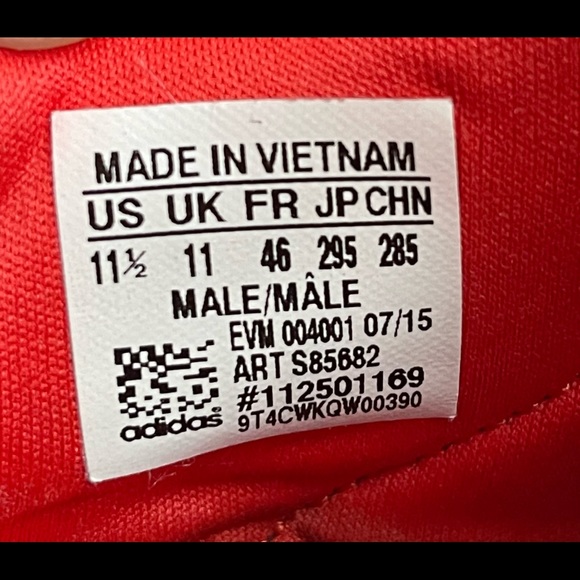 MADE IN VIETNAM
US UK FR JP CHN
11½ 11 46 295 285
MALE/MÂLE
EVM 004001 07/15
ART S85682
#112501169
adidas® 9T4CWKQW00390